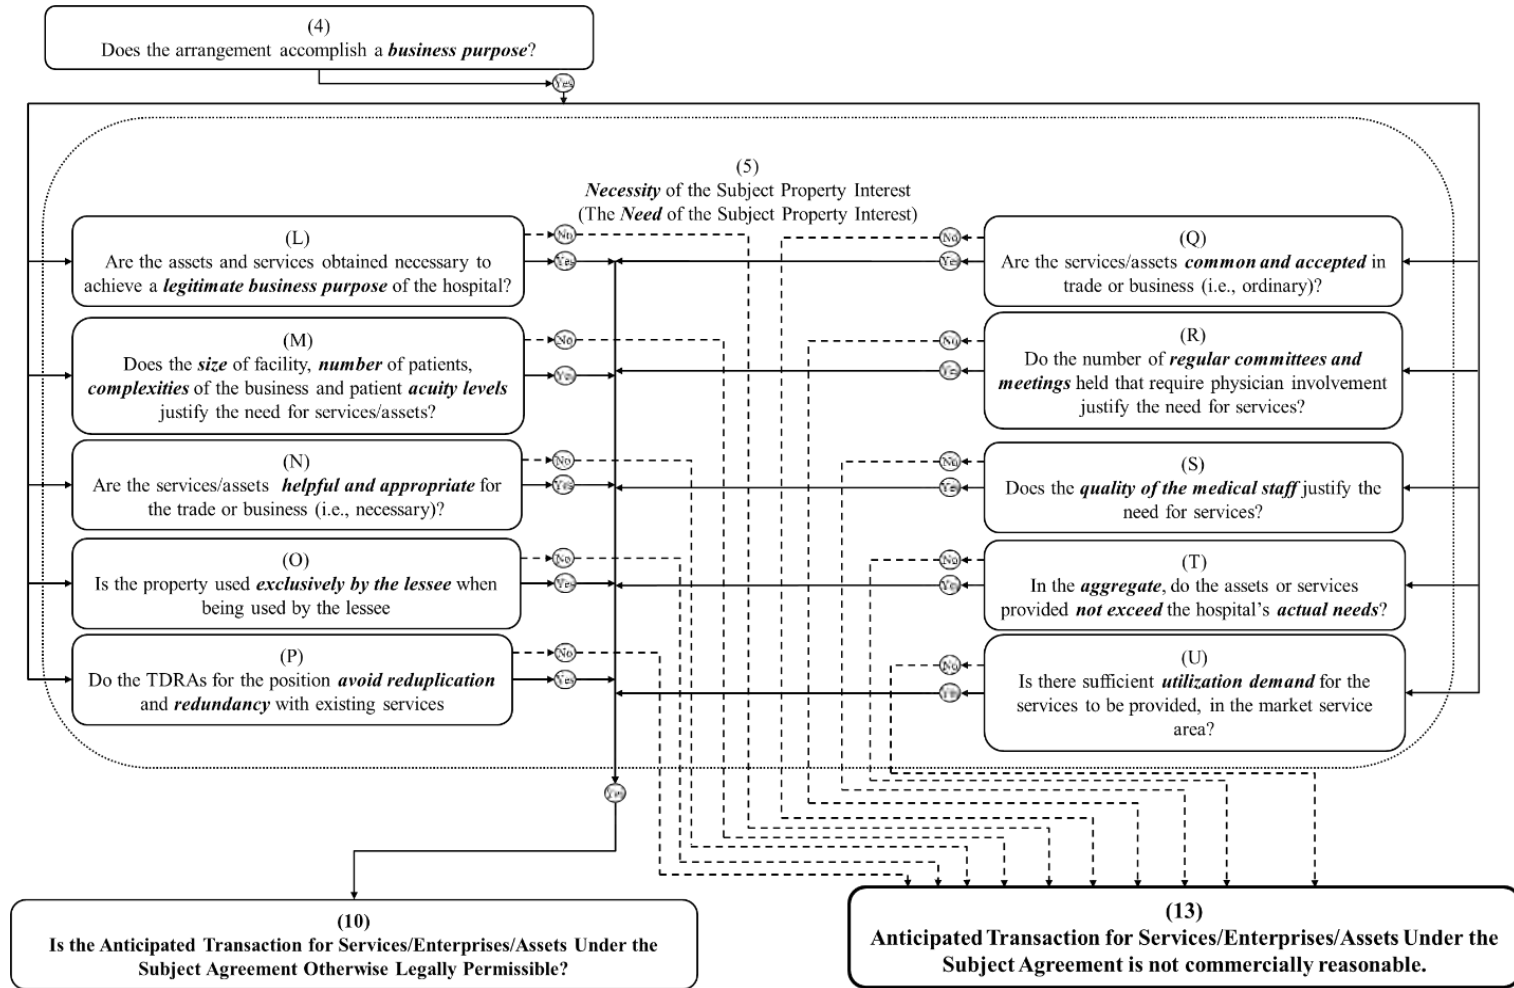 (4)
Does the arrangement accomplish a business purpose?
Yes
(5)
Necessity of the Subject Property Interest
(The Need of the Subject Property Interest)
(L)
Are the assets and services obtained necessary to
achieve a legitimate business purpose of the hospital?
No
Yes
(M)
Does the size of facility, number of patients,
complexities of the business and patient acuity levels
justify the need for services/assets?
No
Yes
(N)
Are the services/assets helpful and appropriate for
the trade or business (i.e., necessary)?
No
Yes
(O)
Is the property used exclusively by the lessee when
being used by the lessee
No
Yes
(P)
Do the TDRAs for the position avoid reduplication
and redundancy with existing services
No
Yes
No
Yes
(Q)
Are the services/assets common and accepted in
trade or business (i.e., ordinary)?
No
Yes
(R)
Do the number of regular committees and
meetings held that require physician involvement
justify the need for services?
No
Yes
(S)
Does the quality of the medical staff justify the
need for services?
No
Yes
(T)
In the aggregate, do the assets or services
provided not exceed the hospital's actual needs?
No
Yes
(U)
Is there sufficient utilization demand for the
services to be provided, in the market service
area?
Yes
(10)
Is the Anticipated Transaction for Services/Enterprises/Assets Under the
Subject Agreement Otherwise Legally Permissible?
(13)
Anticipated Transaction for Services/Enterprises/Assets Under the
Subject Agreement is not commercially reasonable.